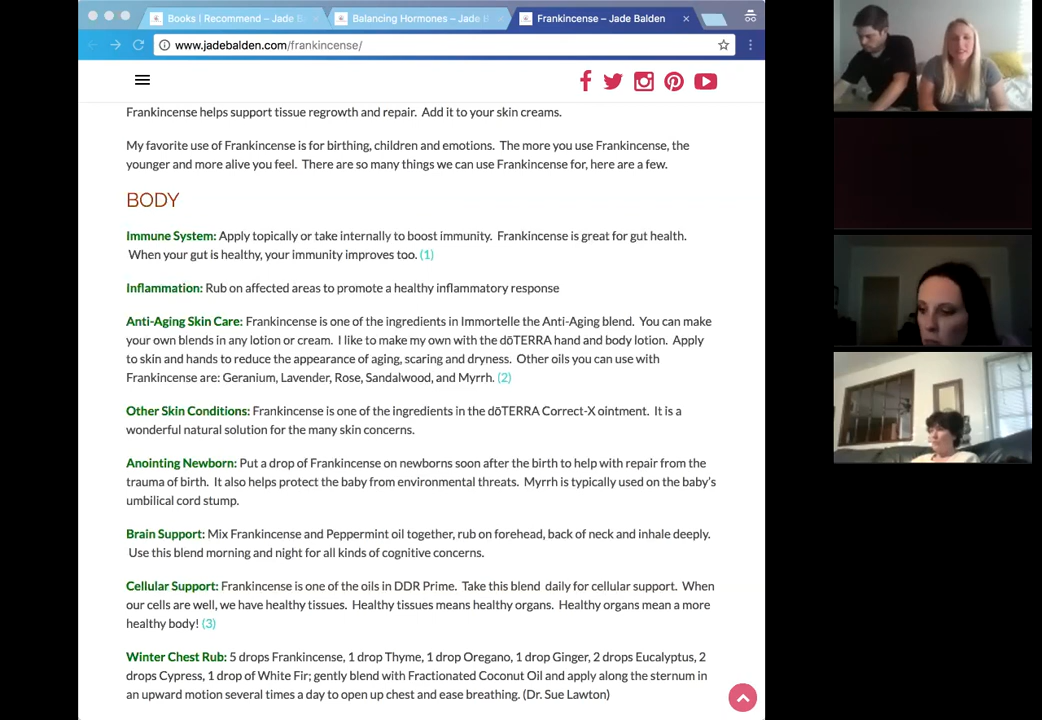 Books | Recommend – Jade Ba
Balancing Hormones – Jade B
Frankincense – Jade Balden
www.jadebalden.com/frankincense/
Frankincense helps support tissue regrowth and repair. Add it to your skin creams.
My favorite use of Frankincense is for birthing, children and emotions. The more you use Frankincense, the
younger and more alive you feel. There are so many things we can use Frankincense for, here are a few.
BODY
Immune System: Apply topically or take internally to boost immunity. Frankincense is great for gut health.
When your gut is healthy, your immunity improves too. (1)
Inflammation: Rub on affected areas to promote a healthy inflammatory response
Anti-Aging Skin Care: Frankincense is one of the ingredients in Immortelle the Anti-Aging blend. You can make
your own blends in any lotion or cream. I like to make my own with the dōTERRA hand and body lotion. Apply
to skin and hands to reduce the appearance of aging, scaring and dryness. Other oils you can use with
Frankincense are: Geranium, Lavender, Rose, Sandalwood, and Myrrh. (2)
Other Skin Conditions: Frankincense is one of the ingredients in the dōTERRA Correct-X ointment. It is a
wonderful natural solution for the many skin concerns.
Anointing Newborn: Put a drop of Frankincense on newborns soon after the birth to help with repair from the
trauma of birth. It also helps protect the baby from environmental threats. Myrrh is typically used on the baby's
umbilical cord stump.
Brain Support: Mix Frankincense and Peppermint oil together, rub on forehead, back of neck and inhale deeply.
Use this blend morning and night for all kinds of cognitive concerns.
Cellular Support: Frankincense is one of the oils in DDR Prime. Take this blend daily for cellular support. When
our cells are well, we have healthy tissues. Healthy tissues means healthy organs. Healthy organs mean a more
healthy body! (3)
Winter Chest Rub: 5 drops Frankincense, 1 drop Thyme, 1 drop Oregano, 1 drop Ginger, 2 drops Eucalyptus, 2
drops Cypress, 1 drop of White Fir; gently blend with Fractionated Coconut Oil and apply along the sternum in
an upward motion several times a day to open up chest and ease breathing. (Dr. Sue Lawton)